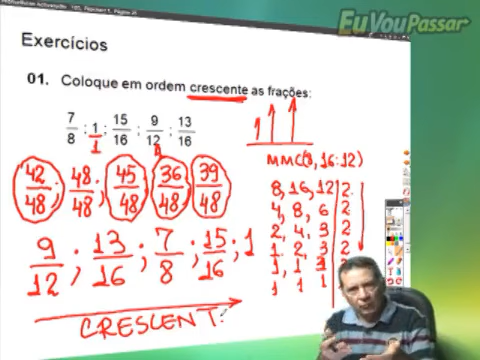 EuVouPassar
Exercícios
01. Coloque em ordem crescente as frações:
7/8 ; 1/1 ; 15/16 ; 9/12 ; 13/16
MMC(8,16,12)
42/48 ; 48/48 ; 45/48 36/48 39/48
8, 16, 12 | 2
4, 8, 6 | 2
2, 4, 3 | 2
1, 2, 3 | 2
1, 1, 3
1 1 1
9/12 ; 13/16 ; 7/8 ; 15/16 ; 1
CRESCENT